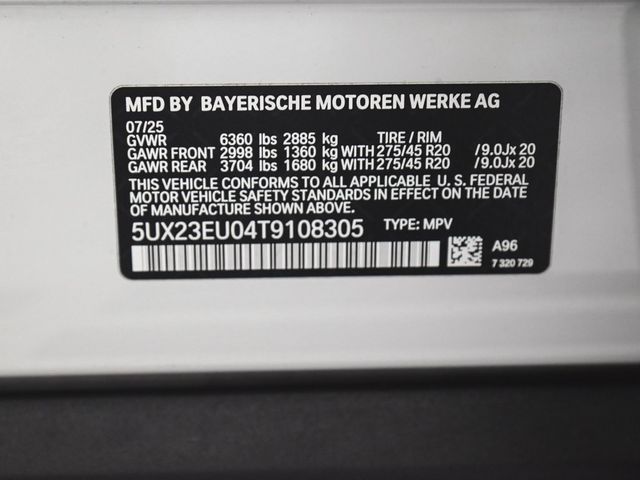 MFD BY BAYERISCHE MOTOREN WERKE AG
07/25
GVWR 6360 lbs 2885 kg TIRE / RIM
GAWR FRONT 2998 lbs 1360 kg WITH 275/45 R20 /9.0Jx 20
GAWR REAR 3704 lbs 1680 kg WITH 275/45 R20 /9.0Jx 20
THIS VEHICLE CONFORMS TO ALL APPLICABLE U. S. FEDERAL
MOTOR VEHICLE SAFETY STANDARDS IN EFFECT ON THE DATE
OF MANUFACTURE SHOWN ABOVE.
5UX23EU04T9108305 TYPE: MPV
A96
7 320 729